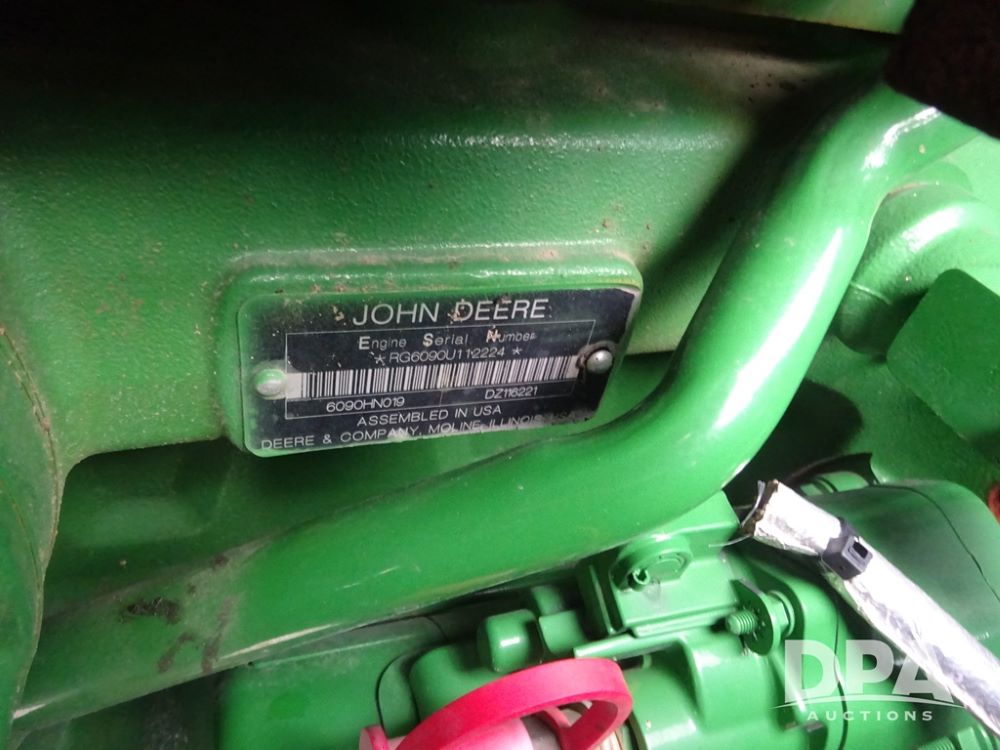 JOHN DEERE
Engine Serial Number
*RG6090U112224*
6090HN019 DZ116221
ASSEMBLED IN USA
DEERE & COMPANY, MOLINE, ILLINOIS, USA
DPA
AUCTIONS